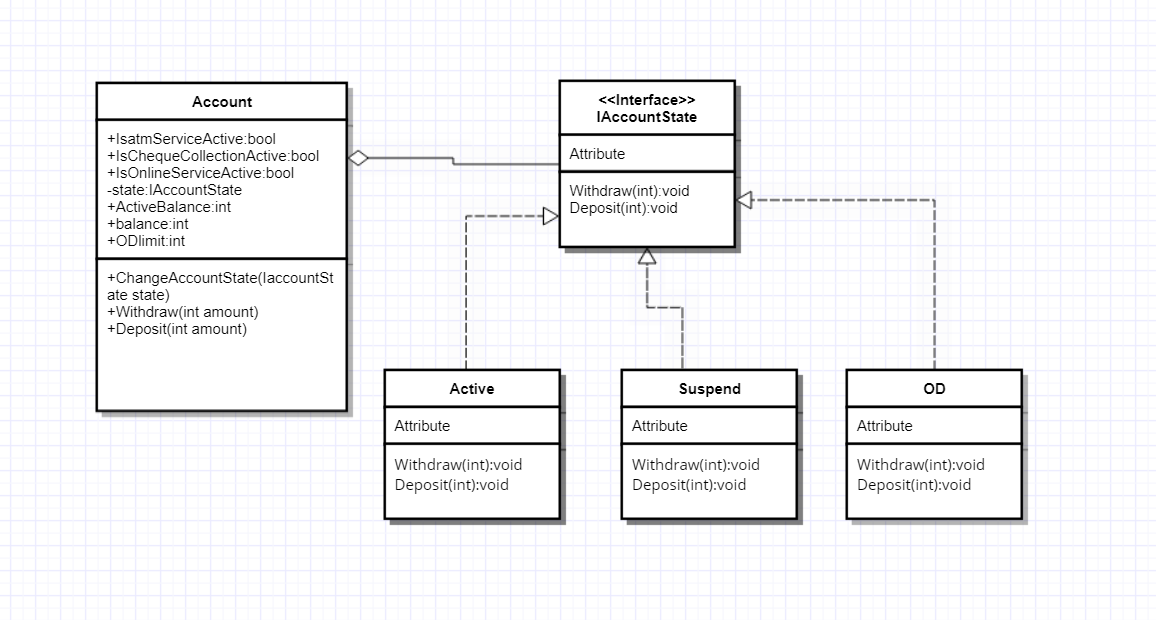 Account
+IsatmServiceActive:bool
+IsChequeCollectionActive:bool
+IsOnlineServiceActive:bool
-state:IAccountState
+ActiveBalance:int
+balance:int
+ODlimit:int
+ChangeAccountState(IaccountSt
ate state)
+Withdraw(int amount)
+Deposit(int amount)
<<Interface>>
IAccountState
Attribute
Withdraw(int):void
Deposit(int):void
Active
Attribute
Withdraw(int):void
Deposit(int):void
Suspend
Attribute
Withdraw(int):void
Deposit(int):void
OD
Attribute
Withdraw(int):void
Deposit(int):void